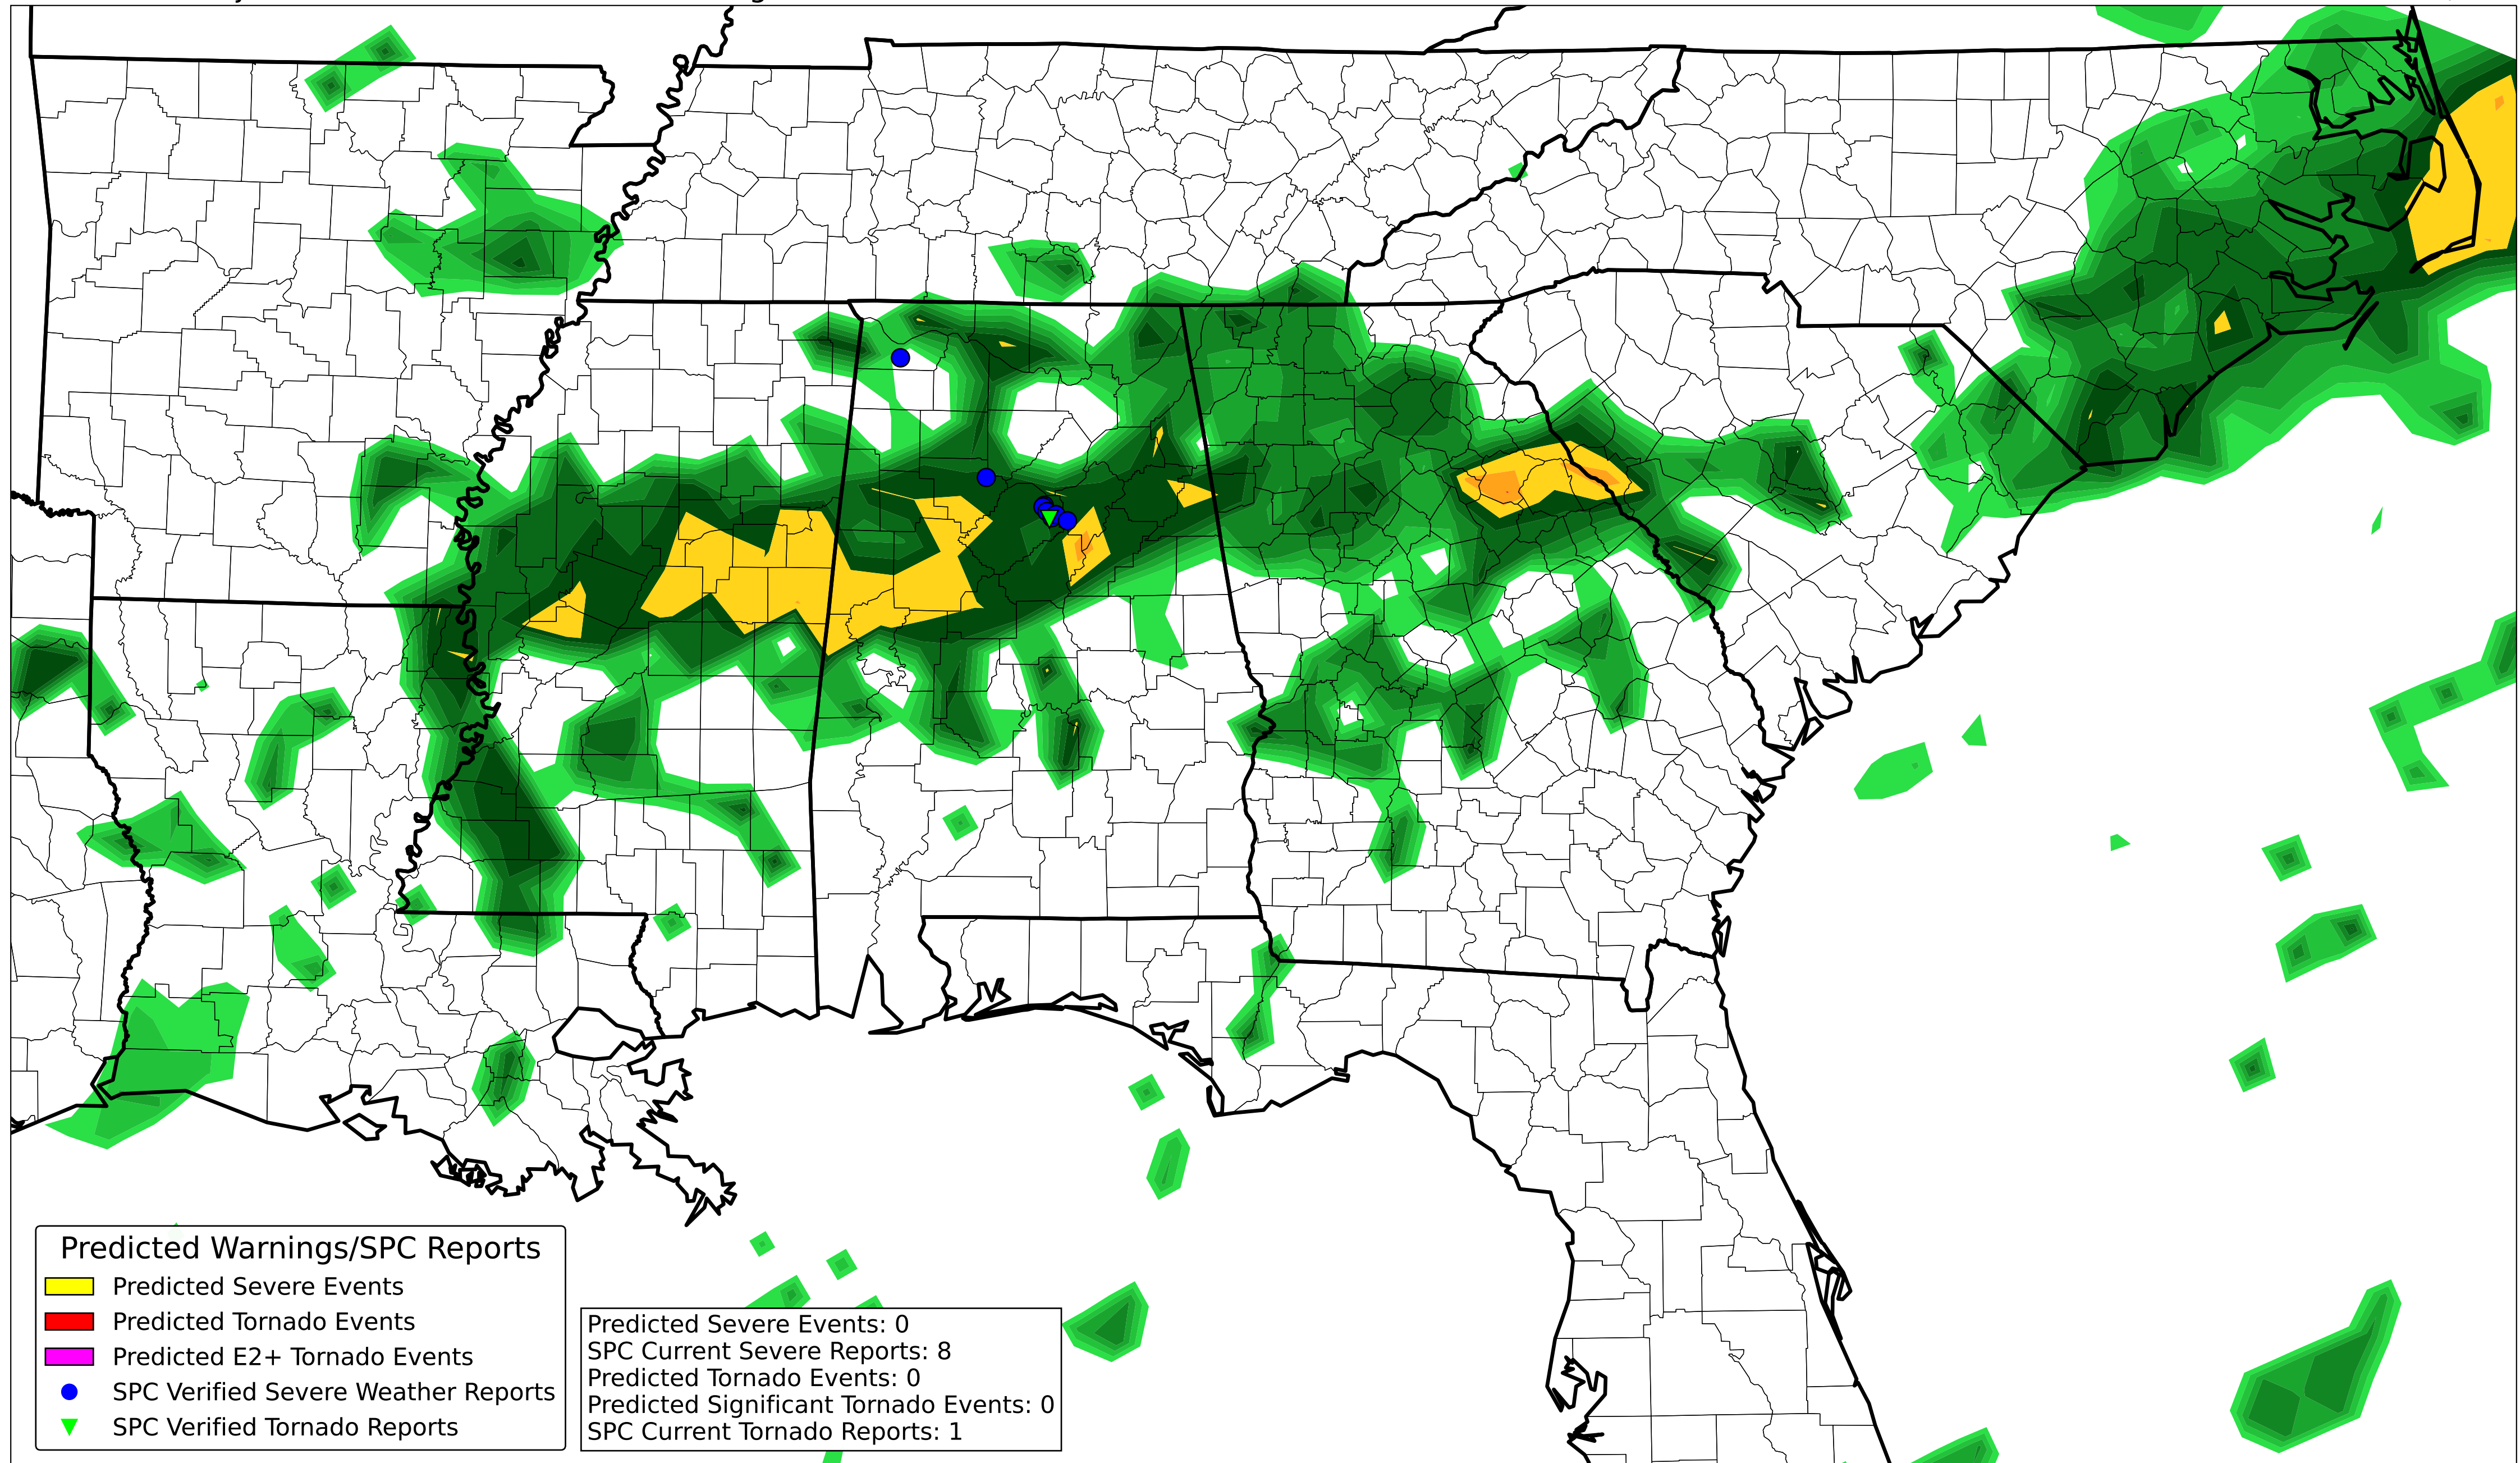 Predicted Warnings/SPC Reports
Predicted Severe Events
Predicted Tornado Events
Predicted E2+ Tornado Events
SPC Verified Severe Weather Reports
SPC Verified Tornado Reports
Predicted Severe Events: 0
SPC Current Severe Reports: 8
Predicted Tornado Events: 0
Predicted Significant Tornado Events: 0
SPC Current Tornado Reports: 1